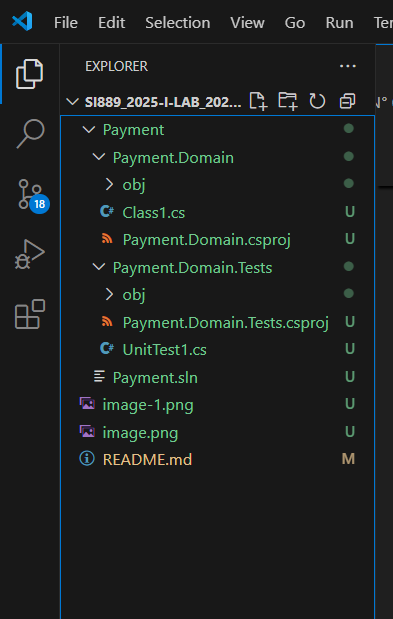 File Edit Selection View Go Run Ter
EXPLORER
SI889_2025-I-LAB_202...
Payment
Payment.Domain
obj
Class1.cs U
Payment.Domain.csproj U
Payment.Domain.Tests
obj
Payment.Domain.Tests.csproj U
UnitTest1.cs U
Payment.sln U
image-1.png U
image.png U
README.md M
18